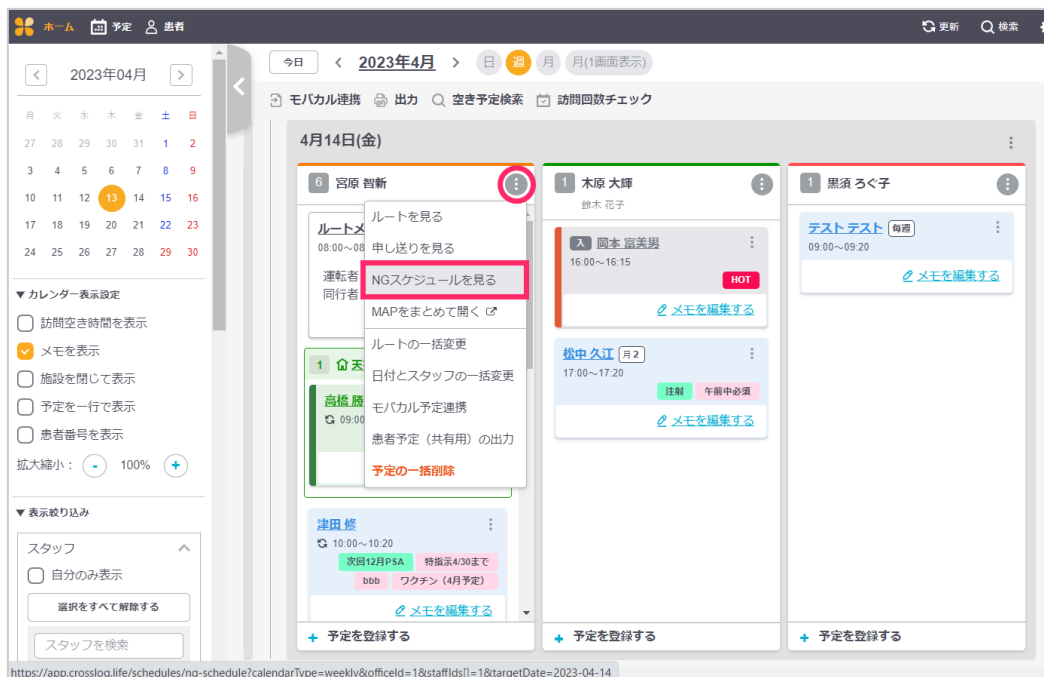 ホーム 予定 患者 更新 検索
2023年04月
月 火 水 木 金 土 日
27 28 29 30 31 1 2
3 4 5 6 7 8 9
10 11 12 13 14 15 16
17 18 19 20 21 22 23
24 25 26 27 28 29 30
▼カレンダー表示設定
訪問空き時間を表示
メモを表示
施設を閉じて表示
予定を一行で表示
患者番号を表示
拡大縮小: - 100% +
▼表示絞り込み
スタッフ
自分のみ表示
選択をすべて解除する
スタッフを検索
今日 < 2023年4月 > 日 週 月 月(1画面表示)
モバカル連携 出力 空き予定検索 訪問回数チェック
4月14日(金)
6 宮原 智斬
ルートメ
08:00~08
運転者
同行者
ルートを見る
申し送りを見る
NGスケジュールを見る
MAPをまとめて開く
ルートの一括変更
日付とスタッフの一括変更
モバカル予定連携
患者予定(共有用)の出力
予定の一括削除
1 天
高橋 勝
09:00
津田 修
10:00~10:20
次回12月PSA 特指示4/30まで
bbb ワクチン(4月予定)
メモを編集する
+ 予定を登録する
1 木原 大輝
鈴木 花子
入 岡本 富美男
16:00~16:15
HOT
メモを編集する
松中 久江 月2
17:00~17:20
注射 午前中必須
メモを編集する
+ 予定を登録する
1 黒須 ろぐ子
テスト テスト 毎週
09:00~09:20
メモを編集する
+ 予定を登録する
https://app.crosslog.life/schedules/ng-schedule?calendarType=weekly&officeId=1&staffIds[]=1&targetDate=2023-04-14